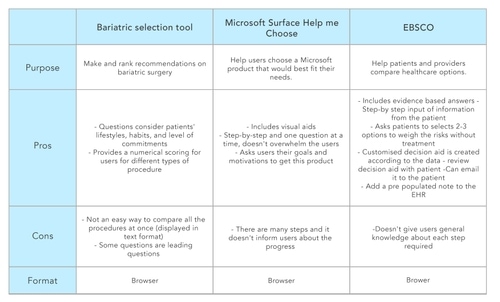 Bariatric selection tool
Microsoft Surface Help me
Choose
EBSCO
Purpose
Make and rank recommendations on
bariatric surgery
Help users choose a Microsoft
product that would best fit their
needs.
Help patients and providers
compare healthcare options.
Pros
- Questions consider patients'
lifestyles, habits, and level of
commitments
- Provides a numerical scoring for
users for different types of
procedure
- Includes visual aids
- Step-by-step and one question at a
time, doesn't overwhelm the users
- Asks users their goals and
motivations to get this product
- Includes evidence based answers -
Step-by step input of information
from the patient
- Asks patients to selects 2-3
options to weigh the risks without
treatment
- Customised decision aid is created
according to the data - review
decision aid with patient -Can email
it to the patient
- Add a pre populated note to the
EHR
Cons
- Not an easy way to compare all the
procedures at once (displayed in
text format)
- Some questions are leading
questions
- There are many steps and it
doesn't inform users about the
progress
-Doesn't give users general
knowledge about each step
required
Format
Browser
Browser
Brower